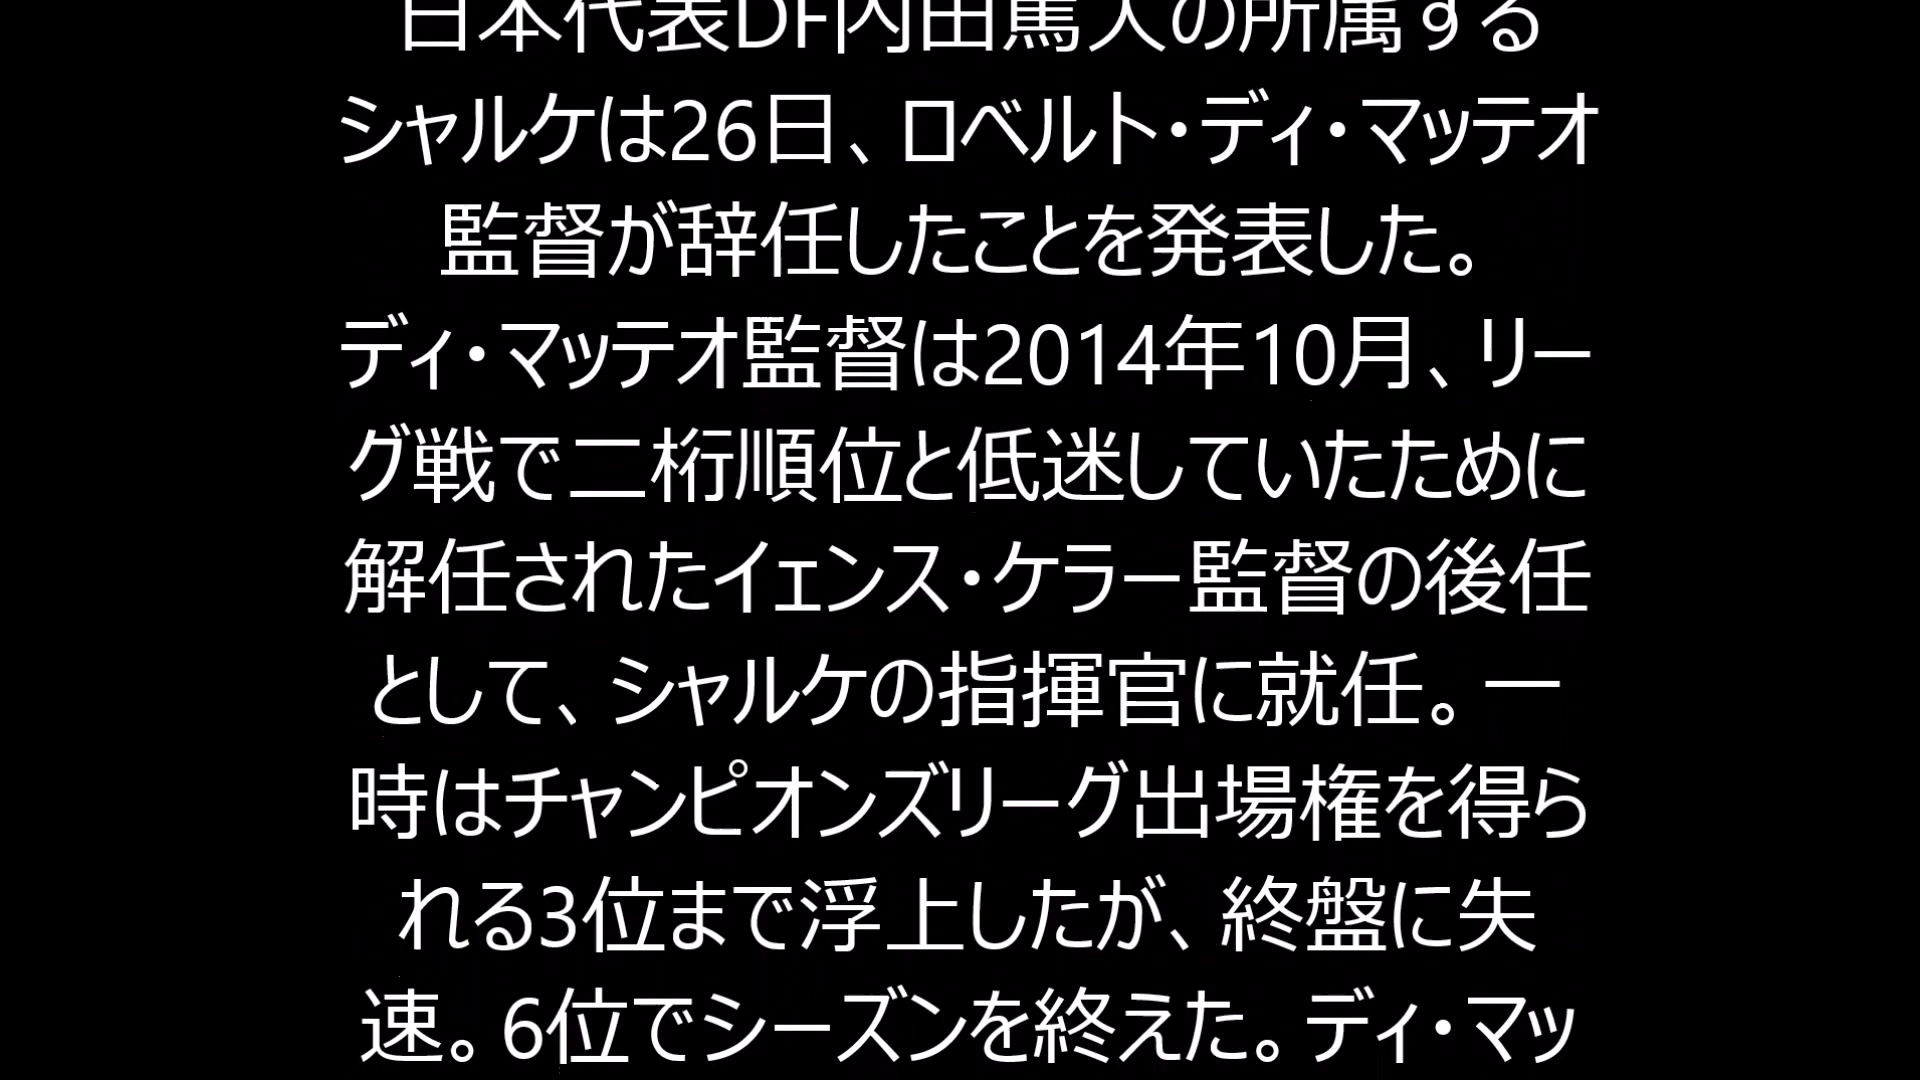 日本代表DF内田篤人の所属する
シャルケは26日、ロベルト・ディ・マッテオ
監督が辞任したことを発表した。
ディ・マッテオ監督は2014年10月、リー
グ戦で二桁順位と低迷していたために
解任されたイェンス・ケラー監督の後任
として、シャルケの指揮官に就任。一
時はチャンピオンズリーグ出場権を得ら
れる3位まで浮上したが、終盤に失
速。6位でシーズンを終えた。ディ・マッ